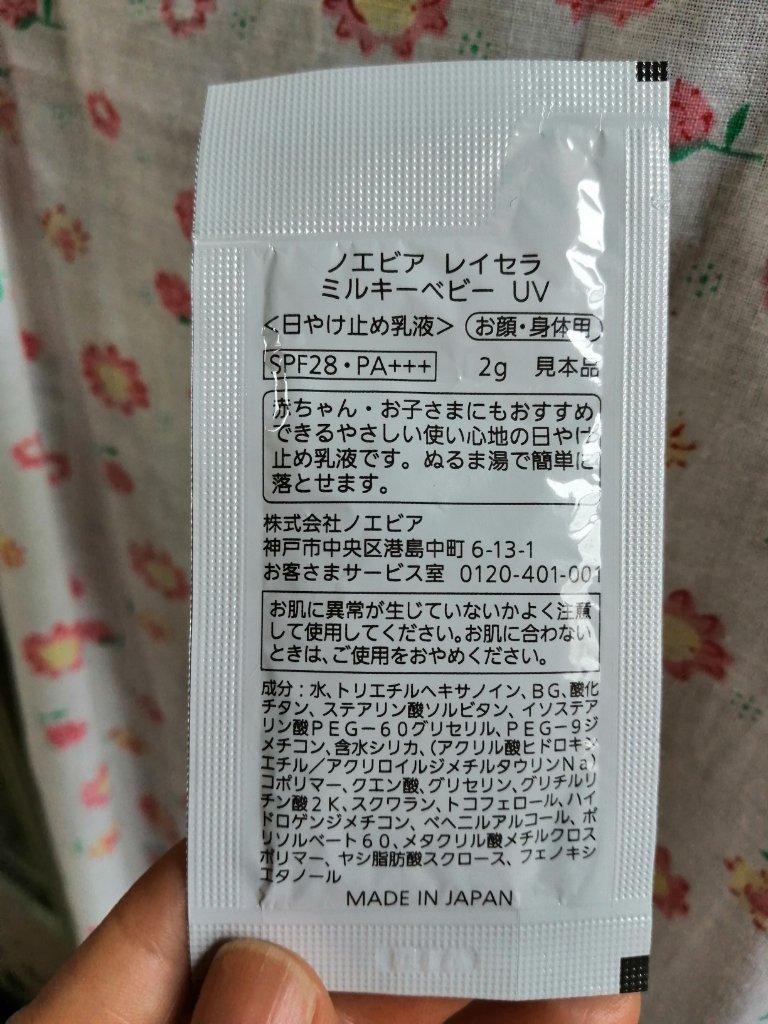 ノエビア レイセラ
ミルキーベビー UV
<日やけ止め乳液> お顔・身体用
SPF28・PA+++ 2g 見本品
赤ちゃん・お子さまにもおすすめ
できるやさしい使い心地の日やけ
止め乳液です。ぬるま湯で簡単に
落とせます。
株式会社ノエビア
神戸市中央区港島中町 6-13-1
お客さまサービス室 0120-401-001
お肌に異常が生じていないかよく注意
して使用してください。お肌に合わない
ときは、ご使用をおやめください。
成分：水、トリエチルヘキサノイン、BG、酸化
チタン、ステアリン酸ソルビタン、イソステア
リン酸PEG－60グリセリル、PEG－9ジ
メチコン、含水シリカ、（アクリル酸ヒドロキシ
エチル／アクリロイルジメチルタウリンNa）
コポリマー、クエン酸、グリセリン、グリチルリ
チン酸2K、スクワラン、トコフェロール、ハイ
ドロゲンジメチコン、ベヘニルアルコール、ポ
リソルベート60、メタクリル酸メチルクロス
ポリマー、ヤシ脂肪酸スクロース、フェノキシ
エタノール
MADE IN JAPAN